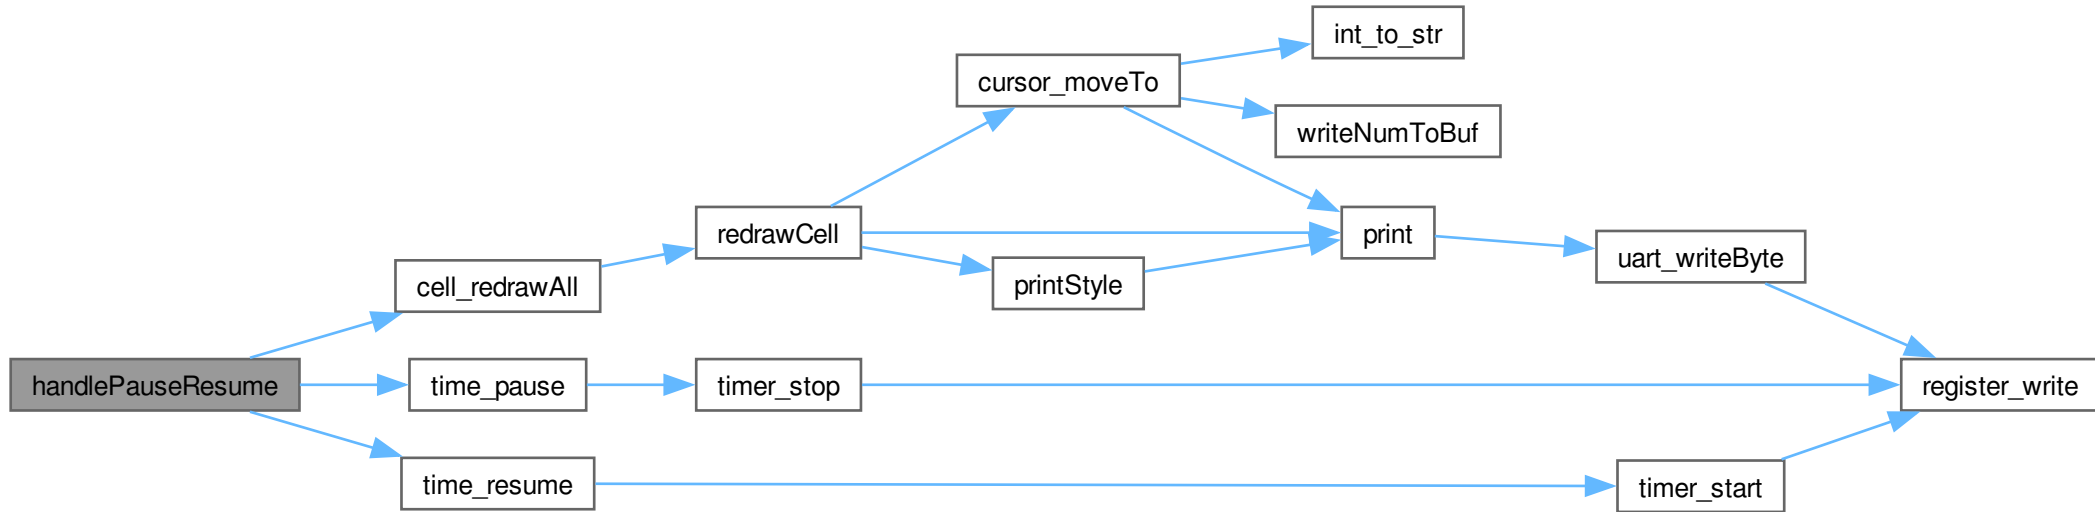 handlePauseResume
cell_redrawAll
time_pause
time_resume
redrawCell
timer_stop
cursor_moveTo
printStyle
int_to_str
writeNumToBuf
print
uart_writeByte
timer_start
register_write